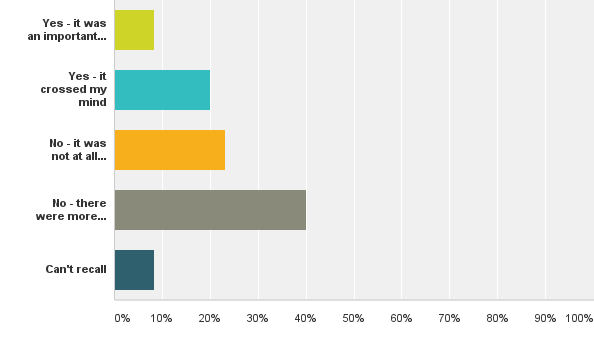 Yes - it was
an important...
Yes - it
crossed my
mind
No - it was
not at all...
No - there
were more...
Can't recall
0% 10% 20% 30% 40% 50% 60% 70% 80% 90% 100%